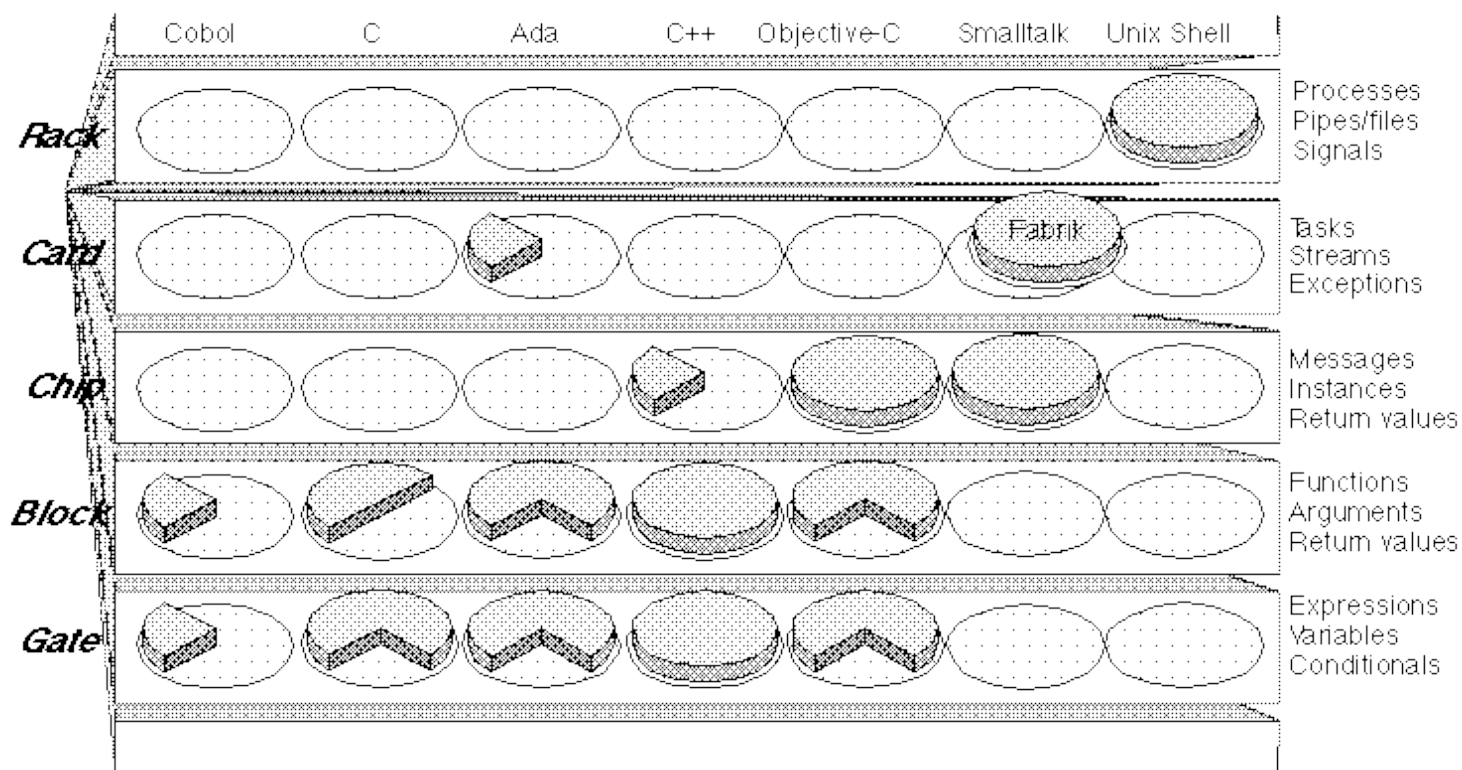 Cobol C Ada C++ Objective-C Smalltalk Unix Shell
Rack
Processes
Pipes/files
Signals
Card
Fabrik
Tasks
Streams
Exceptions
Chip
Messages
Instances
Return values
Block
Functions
Arguments
Return values
Gate
Expressions
Variables
Conditionals